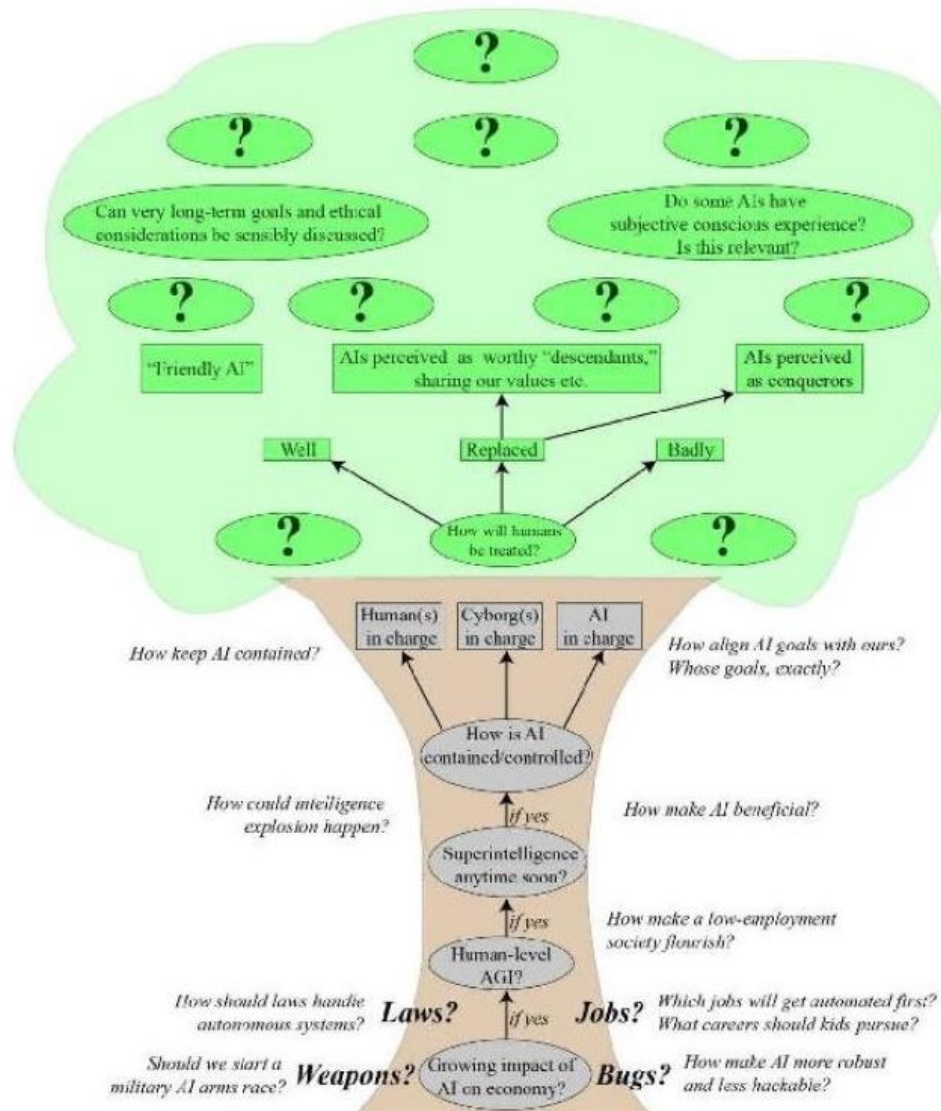 ?
?
?
?
Can very long-term goals and ethical
considerations be sensibly discussed?
Do some AIs have
subjective conscious experience?
Is this relevant?
?
?
?
?
“Friendly AI”
AIs perceived as worthy “descendants,”
sharing our values etc.
AIs perceived
as conquerors
Well
Replaced
Badly
?
How will humans
be treated?
?
Human(s)
in charge
Cyborg(s)
in charge
AI
in charge
How keep AI contained?
How align AI goals with ours?
Whose goals, exactly?
How is AI
contained/controlled?
How could intelligence
explosion happen?
if yes
How make AI beneficial?
Superintelligence
anytime soon?
if yes
How make a low-employment
society flourish?
Human-level
AGI?
How should laws handle
autonomous systems?
Laws?
if yes
Jobs?
Which jobs will get automated first?
What careers should kids pursue?
Should we start a
military AI arms race?
Weapons?
Growing impact of
AI on economy?
Bugs?
How make AI more robust
and less hackable?